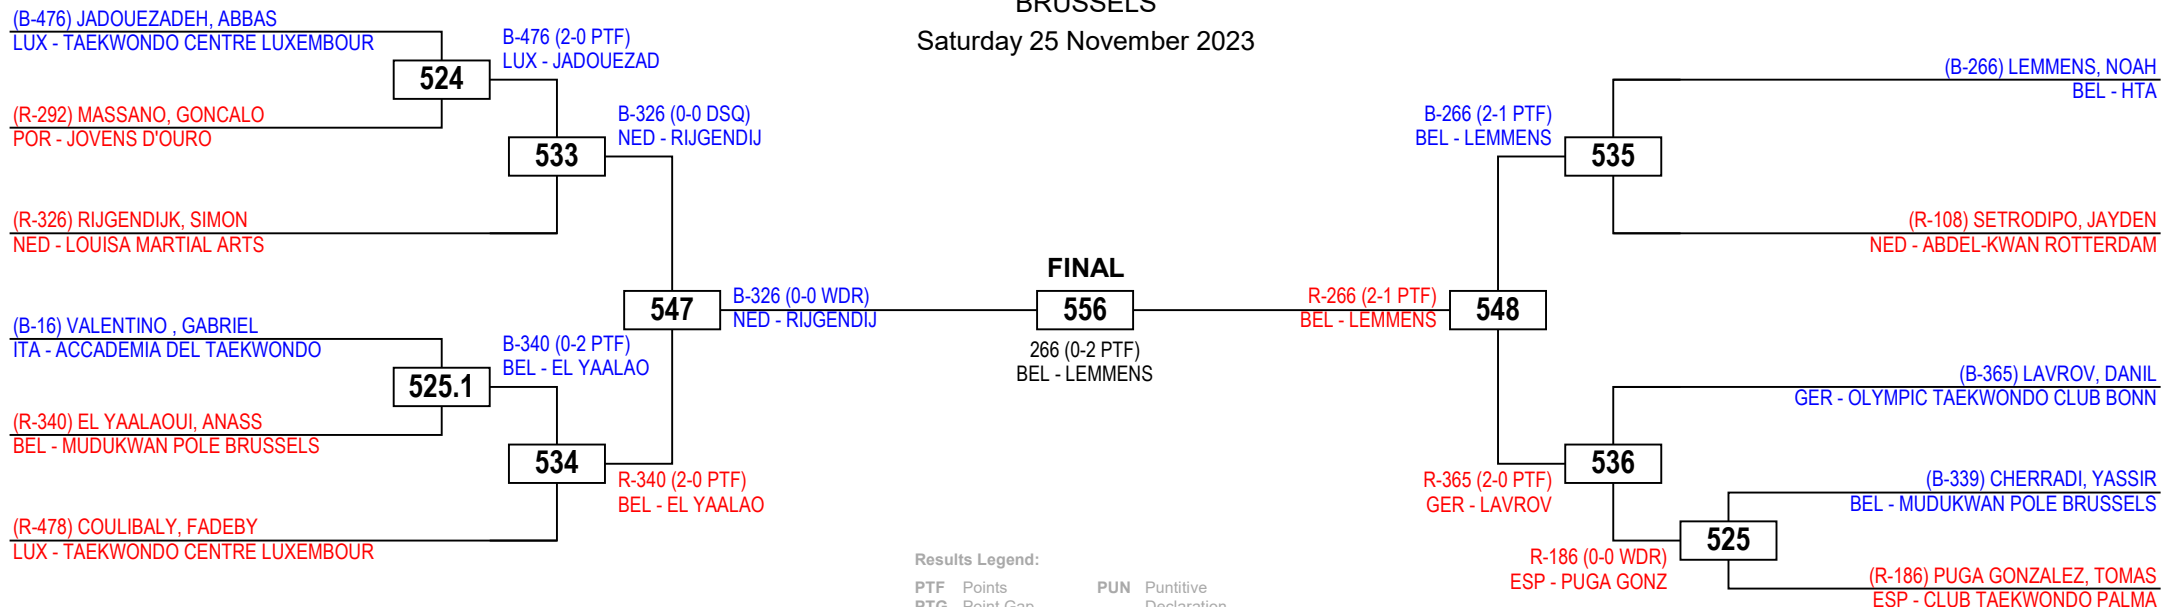 BRUSSELS
Saturday 25 November 2023
(B-476) JADOUEZADEH, ABBAS
LUX - TAEKWONDO CENTRE LUXEMBOUR
524
(R-292) MASSANO, GONCALO
POR - JOVENS D'OURO
B-476 (2-0 PTF)
LUX - JADOUEZAD
533
(R-326) RIJGENDIJK, SIMON
NED - LOUISA MARTIAL ARTS
B-326 (0-0 DSQ)
NED - RIJGENDIJ
(B-16) VALENTINO , GABRIEL
ITA - ACCADEMIA DEL TAEKWONDO
525.1
(R-340) EL YAALAOUI, ANASS
BEL - MUDUKWAN POLE BRUSSELS
B-340 (0-2 PTF)
BEL - EL YAALAO
534
(R-478) COULIBALY, FADEBY
LUX - TAEKWONDO CENTRE LUXEMBOUR
R-340 (2-0 PTF)
BEL - EL YAALAO
547
B-326 (0-0 WDR)
NED - RIJGENDIJ
FINAL
556
266 (0-2 PTF)
BEL - LEMMENS
R-266 (2-1 PTF)
BEL - LEMMENS
548
B-266 (2-1 PTF)
BEL - LEMMENS
535
(B-266) LEMMENS, NOAH
BEL - HTA
(R-108) SETRODIPO, JAYDEN
NED - ABDEL-KWAN ROTTERDAM
R-365 (2-0 PTF)
GER - LAVROV
536
(B-365) LAVROV, DANIL
GER - OLYMPIC TAEKWONDO CLUB BONN
R-186 (0-0 WDR)
ESP - PUGA GONZ
525
(B-339) CHERRADI, YASSIR
BEL - MUDUKWAN POLE BRUSSELS
(R-186) PUGA GONZALEZ, TOMAS
ESP - CLUB TAEKWONDO PALMA
Results Legend:
PTF Points PUN Puntitive
PTG Point Gap Declaration